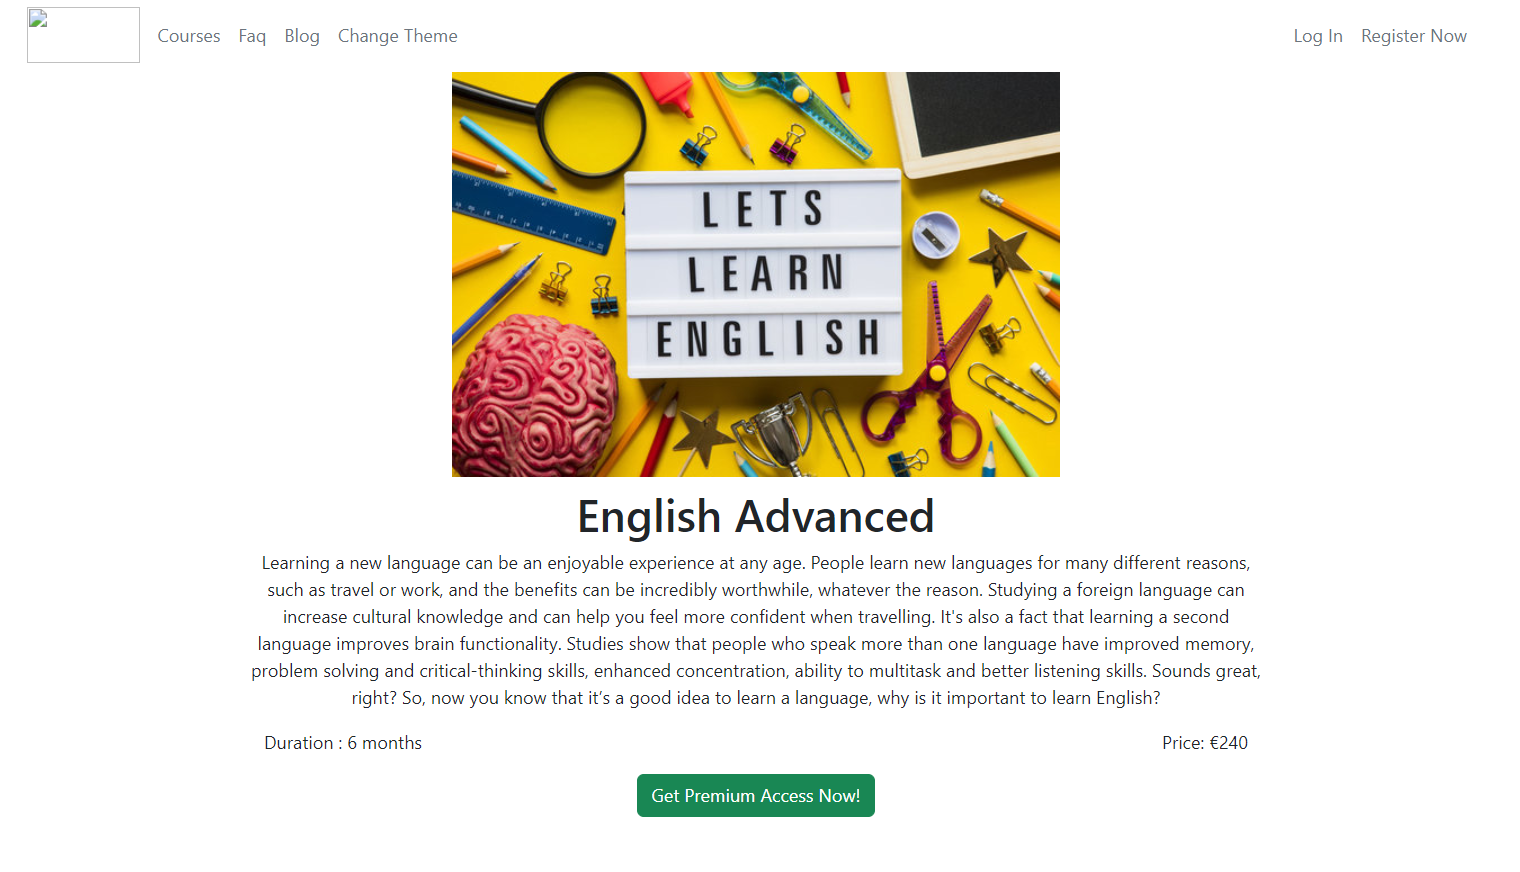 Courses Faq Blog Change Theme Log In Register Now
LETS
LEARN
ENGLISH
English Advanced
Learning a new language can be an enjoyable experience at any age. People learn new languages for many different reasons,
such as travel or work, and the benefits can be incredibly worthwhile, whatever the reason. Studying a foreign language can
increase cultural knowledge and can help you feel more confident when travelling. It's also a fact that learning a second
language improves brain functionality. Studies show that people who speak more than one language have improved memory,
problem solving and critical-thinking skills, enhanced concentration, ability to multitask and better listening skills. Sounds great,
right? So, now you know that it’s a good idea to learn a language, why is it important to learn English?
Duration : 6 months Price: €240
Get Premium Access Now!